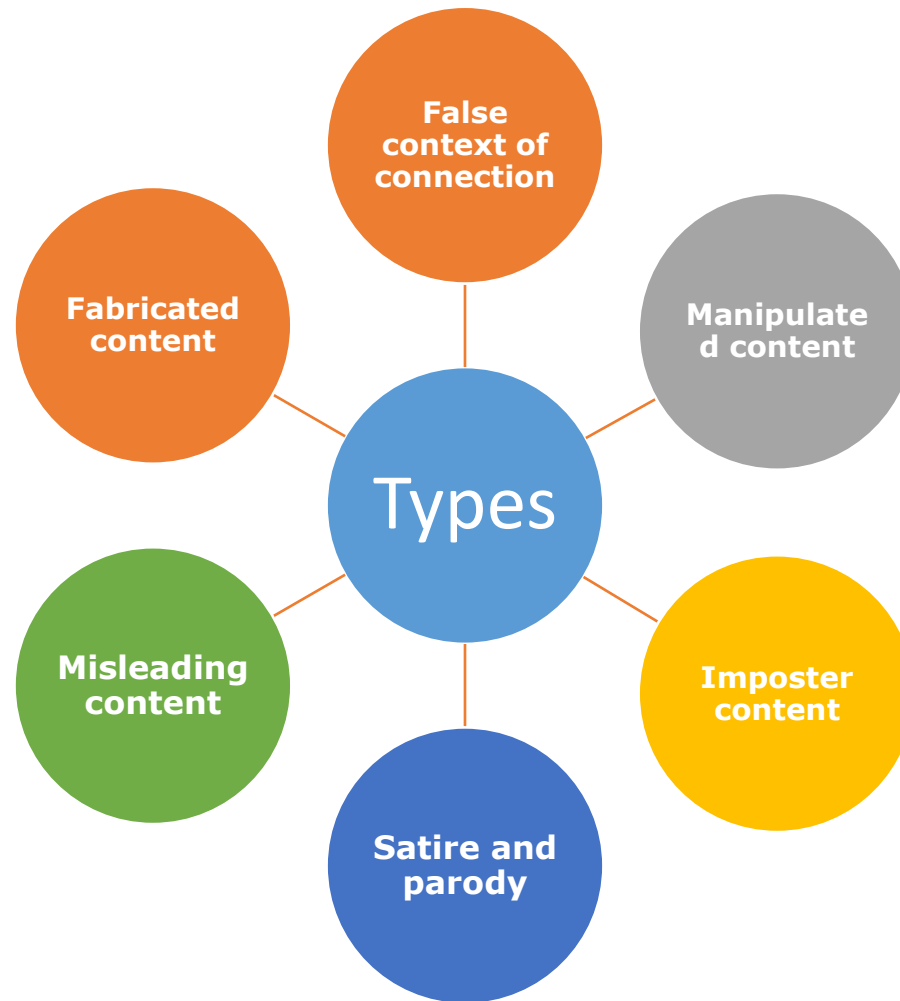 False
context of
connection
Fabricated
content
Manipulate
d content
Types
Misleading
content
Imposter
content
Satire and
parody